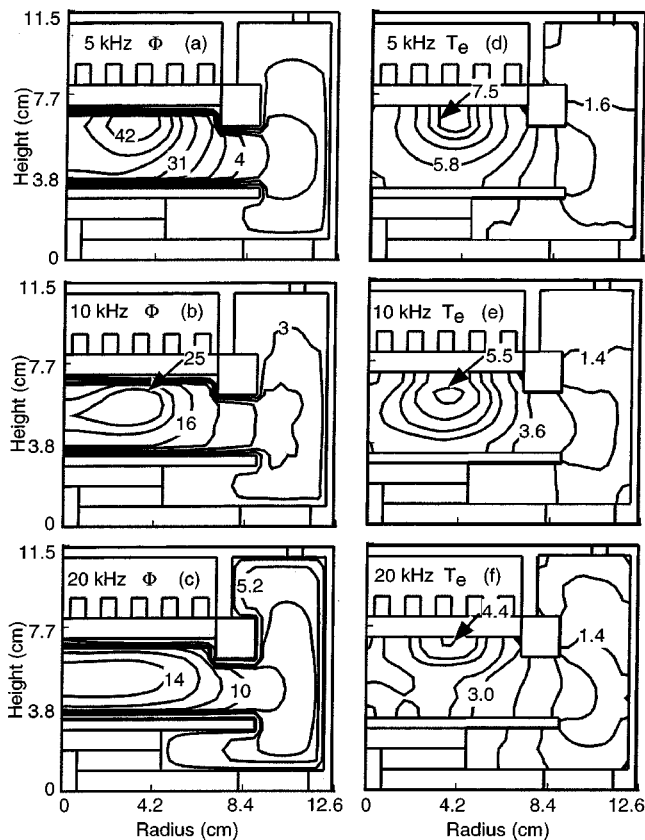 11.5
5 kHz Φ (a)
7.7
42
31
4
3.8
0
Height (cm)
5 kHz Te (d)
7.5
1.6
5.8
11.5
10 kHz Φ (b)
3
25
7.7
16
3.8
0
Height (cm)
10 kHz Te (e)
5.5
1.4
3.6
11.5
20 kHz Φ (c)
5.2
7.7
14
10
3.8
0
Height (cm)
20 kHz Te (f)
4.4
1.4
3.0
0 4.2 8.4 12.6
Radius (cm)
0 4.2 8.4 12.6
Radius (cm)